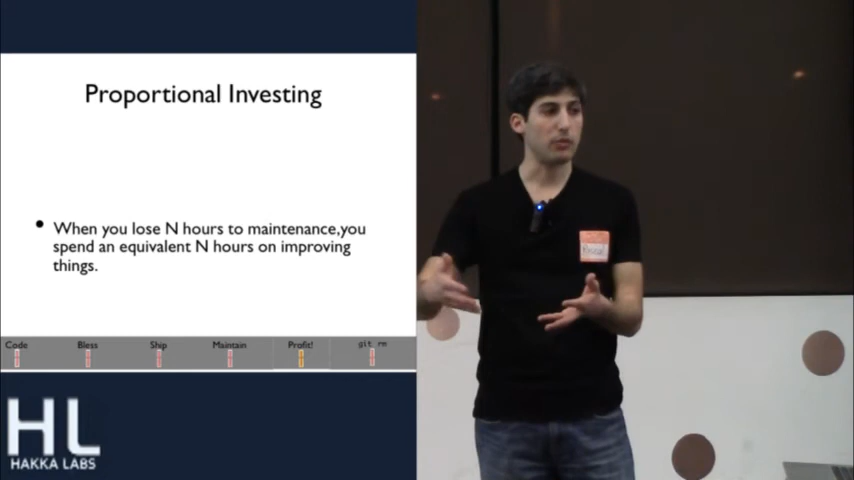 Proportional Investing
• When you lose N hours to maintenance,you
spend an equivalent N hours on improving
things.
Code Bless Ship Maintain Profit! git rm
HL
HAKKA LABS